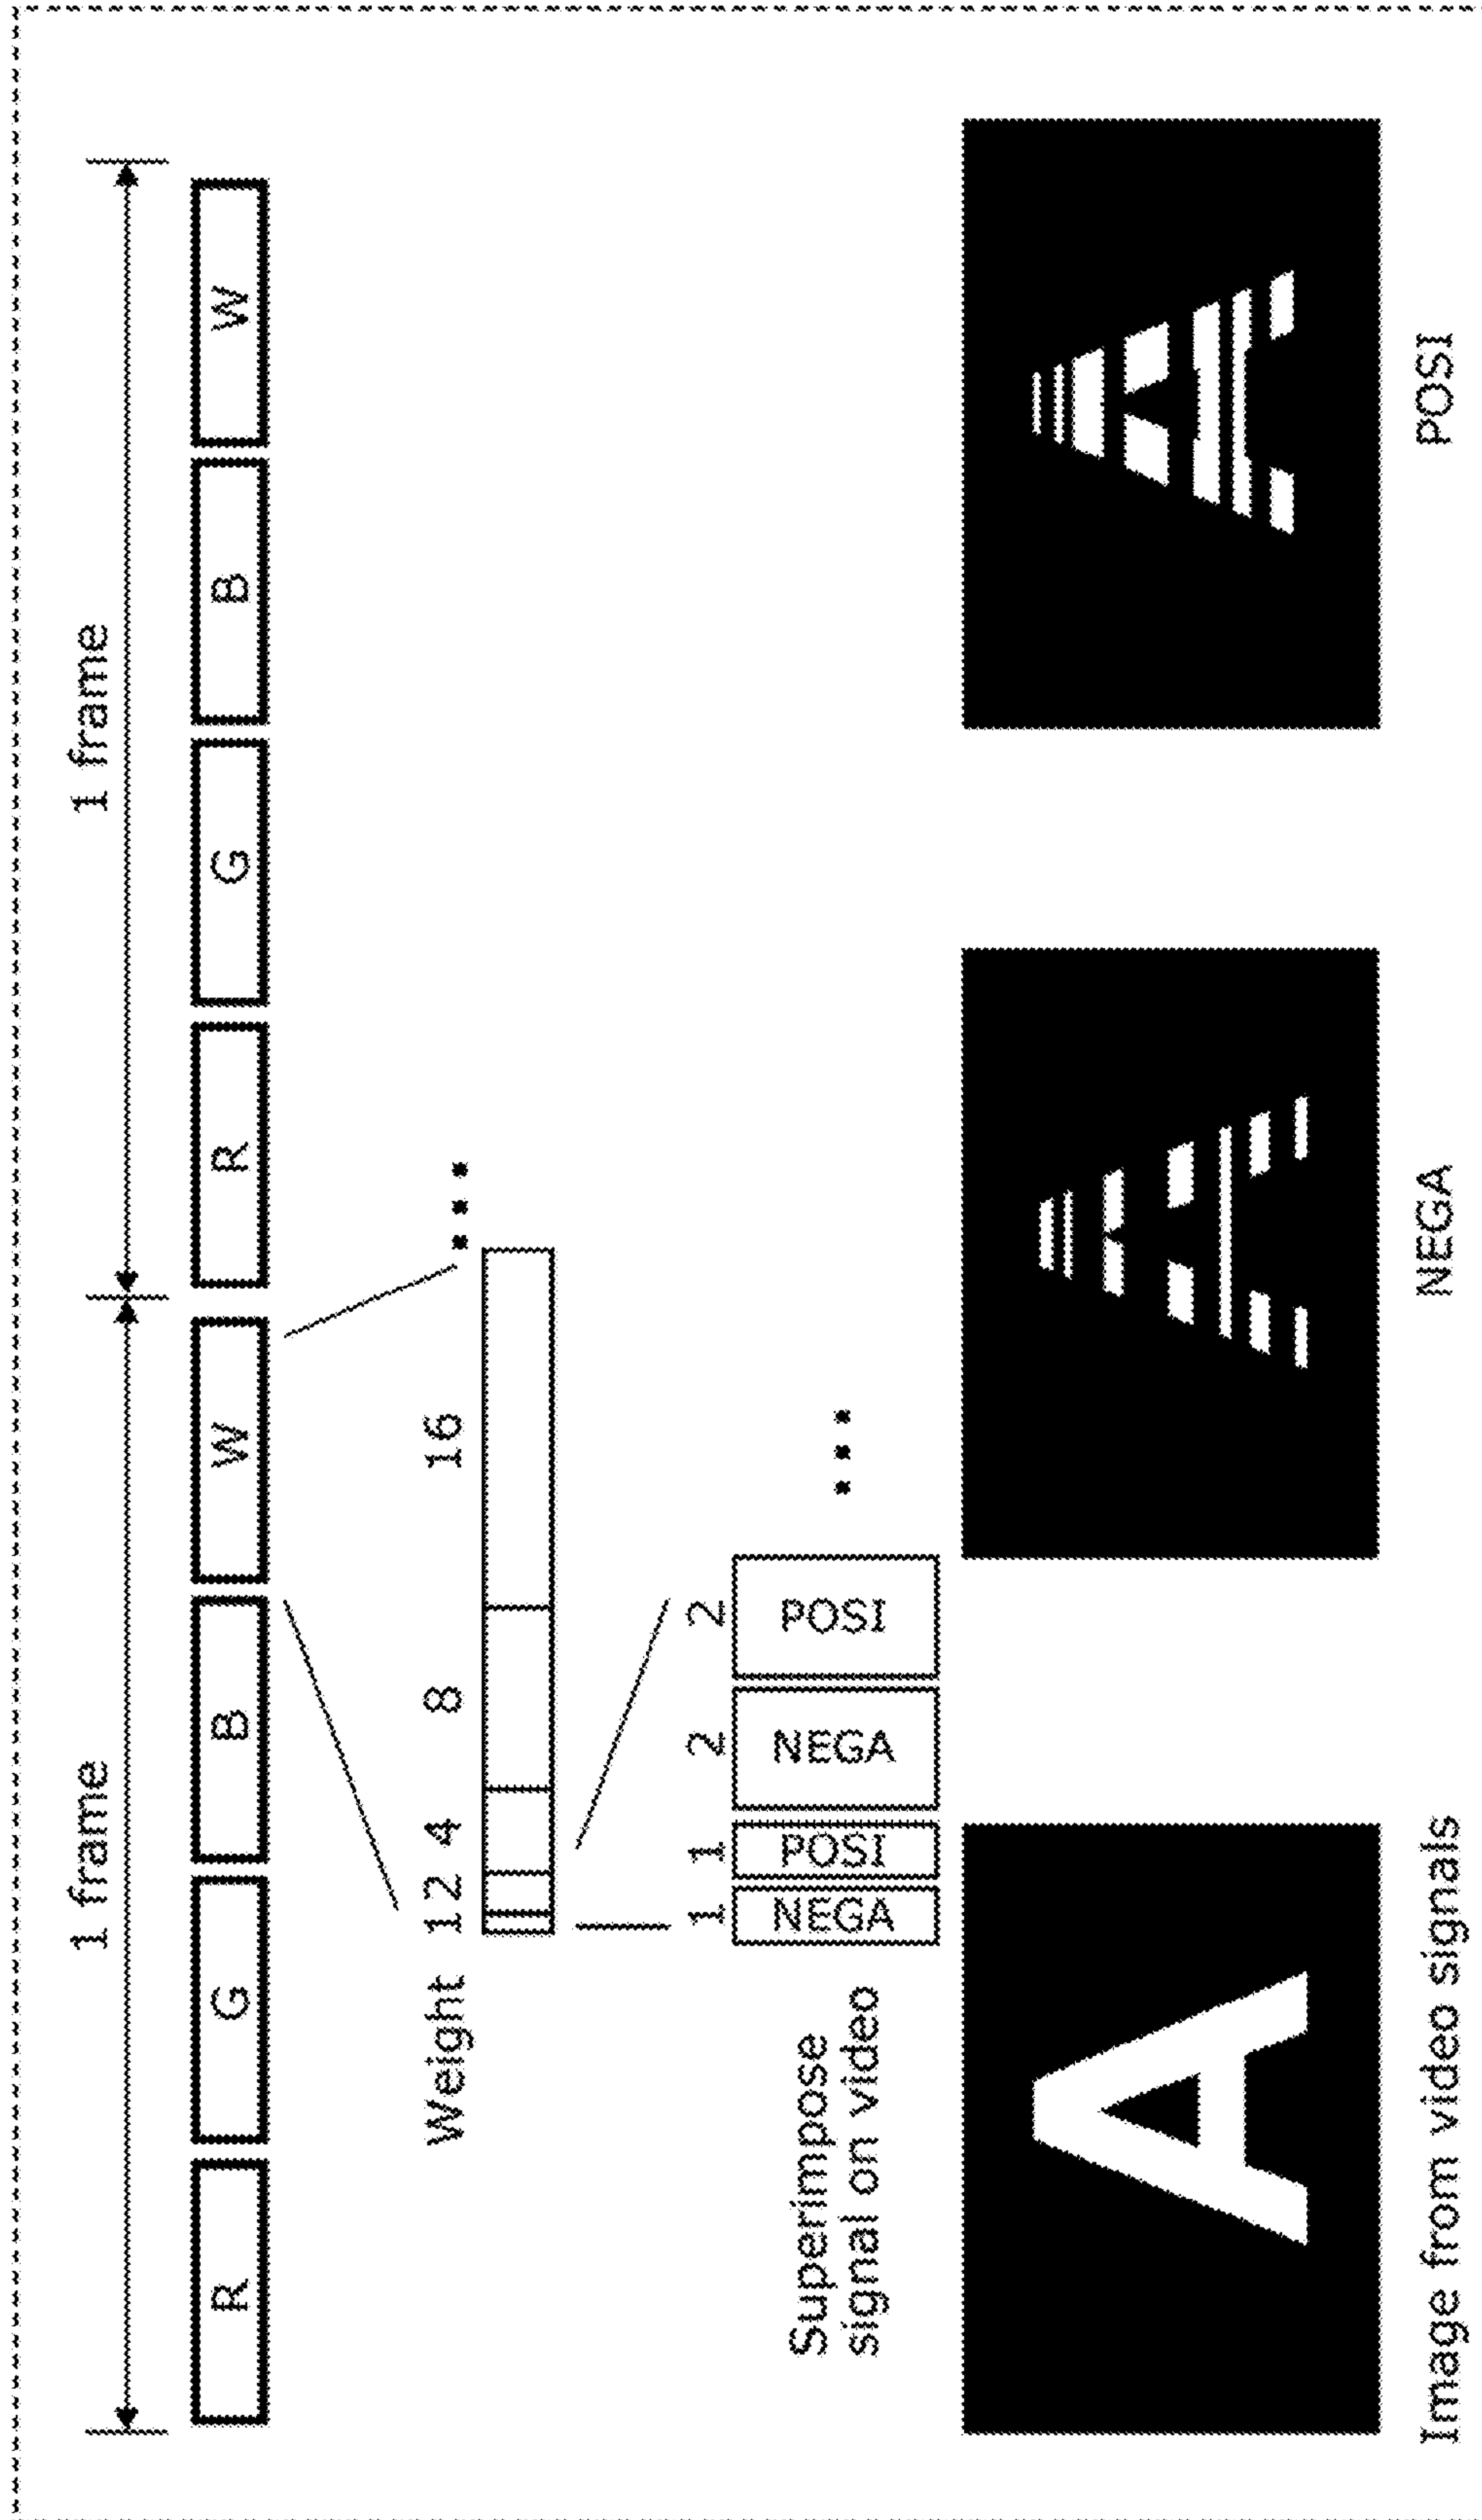 1 frame
1 frame
R G B W R G B W
Weight 1 2 4 8 16
1 1 2 2
NEGA POSI NEGA POSI
Superimpose
signal on video
A A A
Image from video signals
NEGA
POSI